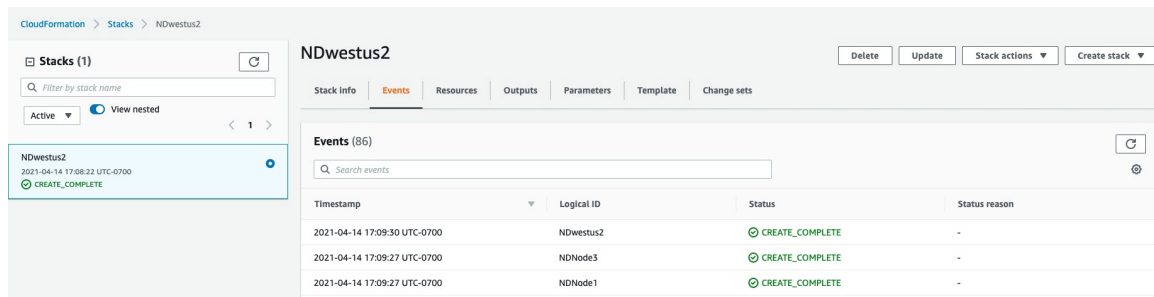 CloudFormation > Stacks > NDwestus2
Stacks (1)
Filter by stack name
Active ▼ View nested
< 1 >
NDwestus2
2021-04-14 17:08:22 UTC-0700
CREATE_COMPLETE
NDwestus2
Delete Update Stack actions ▼ Create stack ▼
Stack info Events Resources Outputs Parameters Template Change sets
Events (86)
Search events
Timestamp ▼ Logical ID Status Status reason
2021-04-14 17:09:30 UTC-0700 NDwestus2 CREATE_COMPLETE -
2021-04-14 17:09:27 UTC-0700 NDNode3 CREATE_COMPLETE -
2021-04-14 17:09:27 UTC-0700 NDNode1 CREATE_COMPLETE -